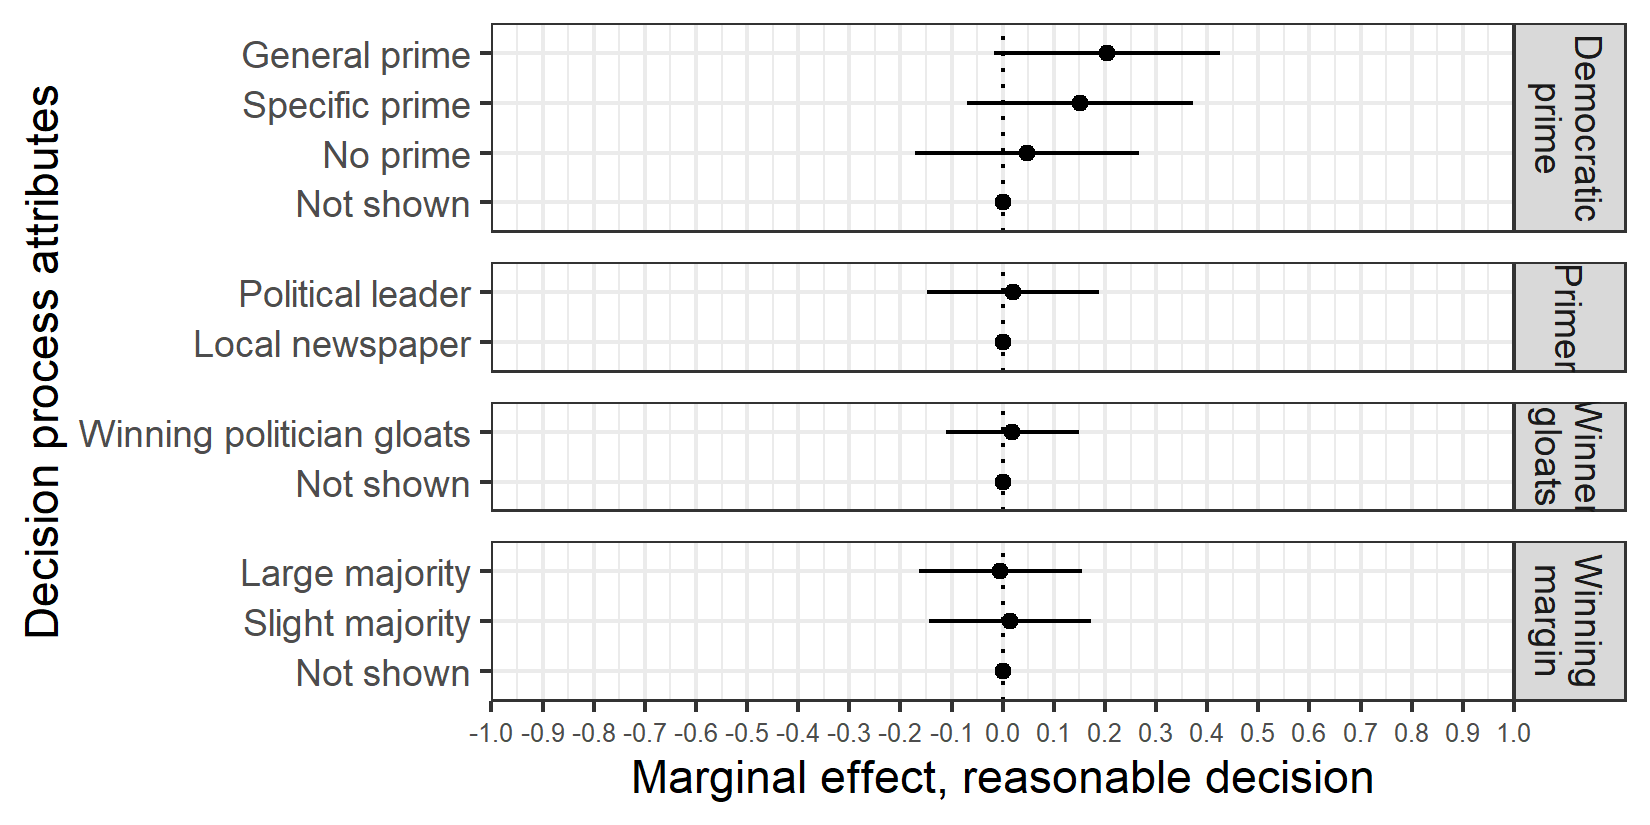 Decision process attributes
General prime
Specific prime
No prime
Not shown
Democratic
prime
Political leader
Local newspaper
Primer
Winning politician gloats
Not shown
Winner
gloats
Large majority
Slight majority
Not shown
Winning
margin
-1.0 -0.9 -0.8 -0.7 -0.6 -0.5 -0.4 -0.3 -0.2 -0.1 0.0 0.1 0.2 0.3 0.4 0.5 0.6 0.7 0.8 0.9 1.0
Marginal effect, reasonable decision